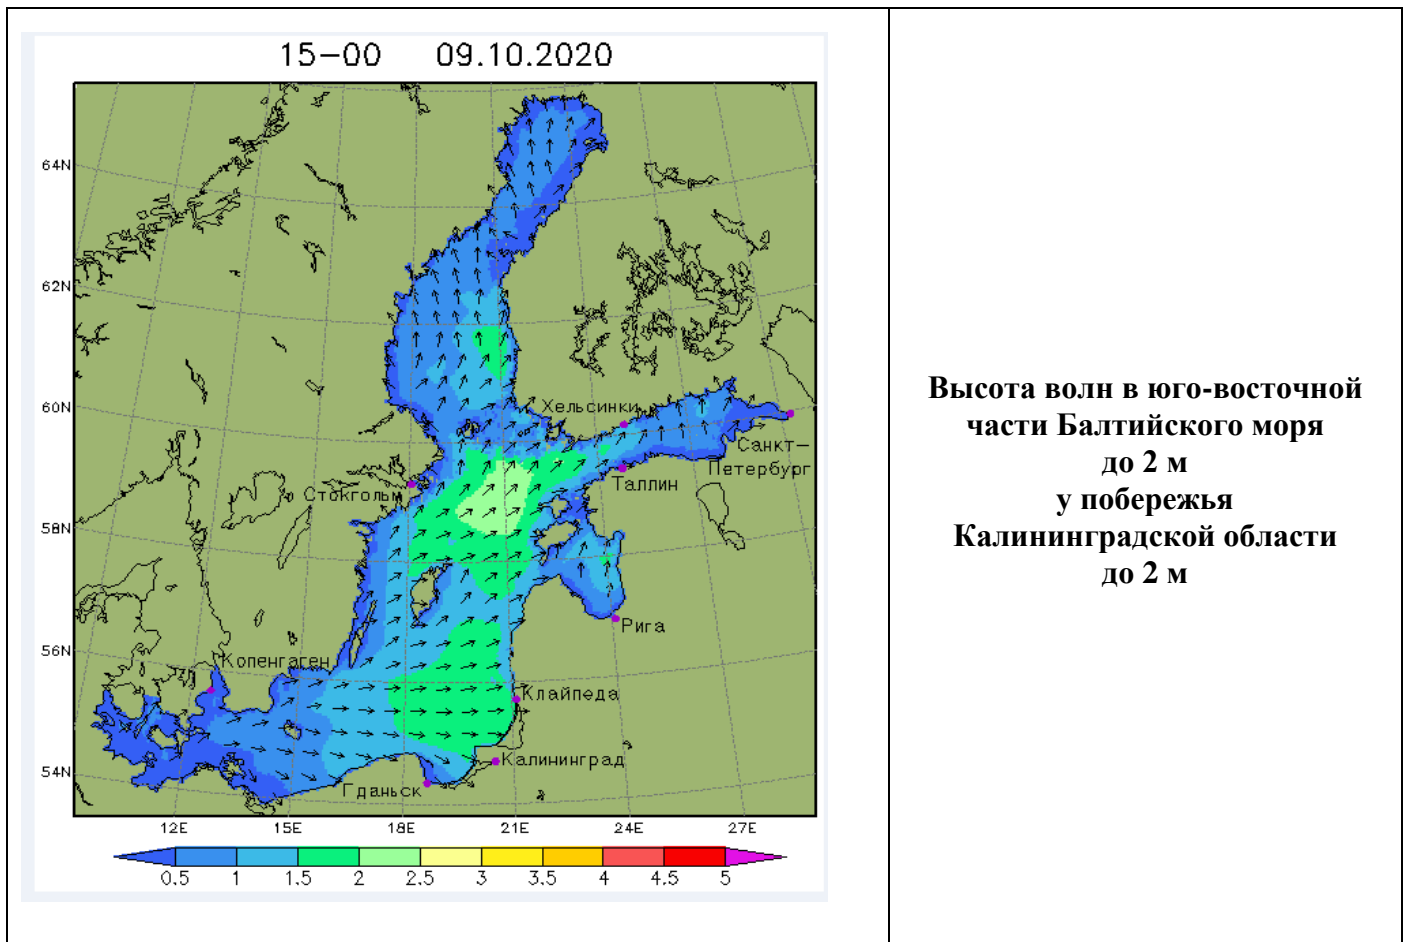 15-00 09.10.2020
64N
62N
60N
58N
56N
54N
Хельсинки
Санкт-
Петербург
Таллин
Стокгольм
Рига
Копенгаген
Клайпеда
Калининград
Гданьск
12E 15E 18E 21E 24E 27E
0.5 1 1.5 2 2.5 3 3.5 4 4.5 5
Высота волн в юго-восточной
части Балтийского моря
до 2 м
у побережья
Калининградской области
до 2 м